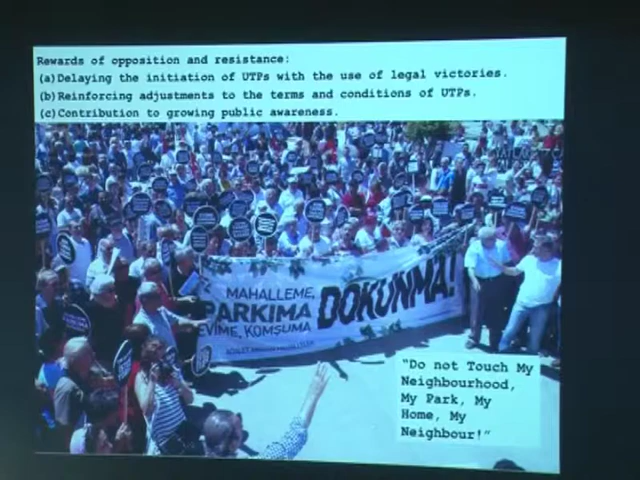 Rewards of opposition and resistance:
(a)Delaying the initiation of UTPs with the use of legal victories.
(b)Reinforcing adjustments to the terms and conditions of UTPs.
(c)Contribution to growing public awareness.
MAHALLEME,
PARKIMA DOKUNMA!
EVİME, KOMŞUMA
"Do not Touch My
Neighbourhood,
My Park, My
Home, My
Neighbour!"